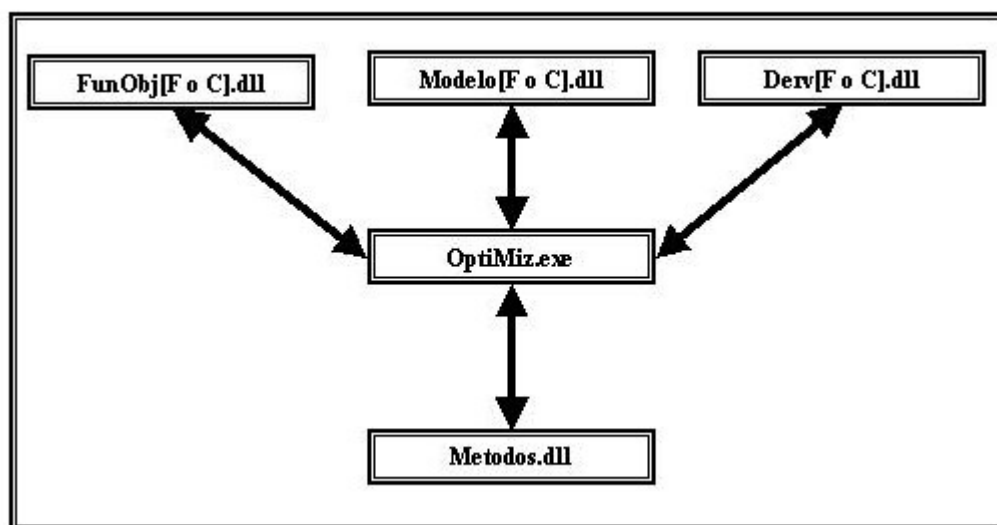 FunObj[F o C].dll
Modelo[F o C].dll
Derv[F o C].dll
OptiMiz.exe
Metodos.dll